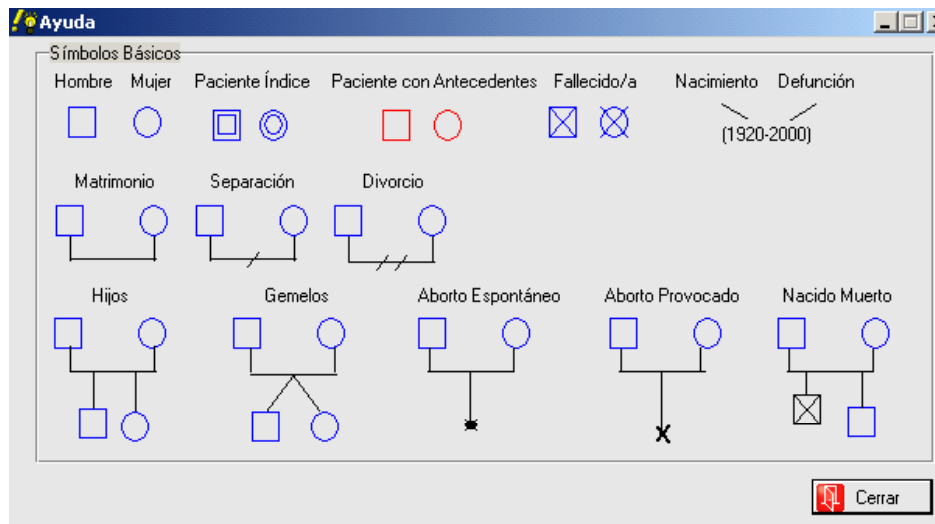 Ayuda
Símbolos Básicos
Hombre Mujer Paciente Índice Paciente con Antecedentes Fallecido/a Nacimiento Defunción
(1920-2000)
Matrimonio Separación Divorcio
Hijos Gemelos Aborto Espontáneo Aborto Provocado Nacido Muerto
Cerrar